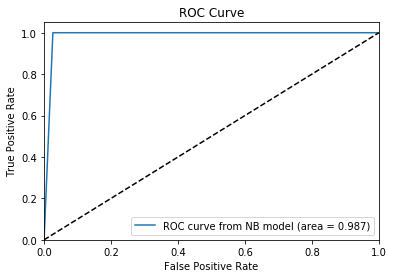 ROC Curve
1.0
0.8
0.6
0.4
0.2
0.0
True Positive Rate
ROC curve from NB model (area = 0.987)
0.0 0.2 0.4 0.6 0.8 1.0
False Positive Rate